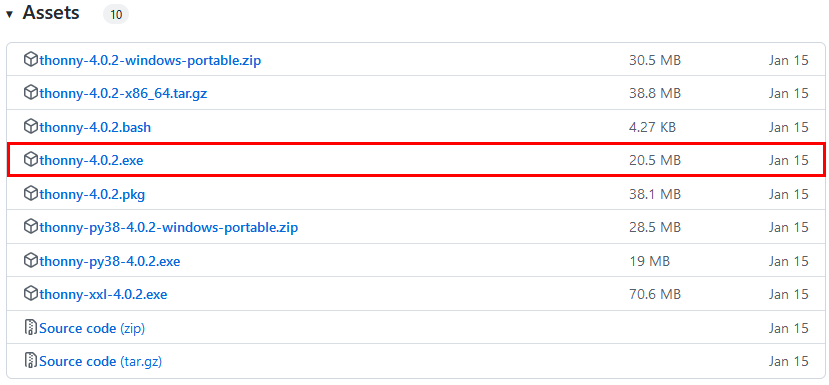 Assets 10
thonny-4.0.2-windows-portable.zip 30.5 MB Jan 15
thonny-4.0.2-x86_64.tar.gz 38.8 MB Jan 15
thonny-4.0.2.bash 4.27 KB Jan 15
thonny-4.0.2.exe 20.5 MB Jan 15
thonny-4.0.2.pkg 38.1 MB Jan 15
thonny-py38-4.0.2-windows-portable.zip 28.5 MB Jan 15
thonny-py38-4.0.2.exe 19 MB Jan 15
thonny-xxl-4.0.2.exe 70.6 MB Jan 15
Source code (zip) Jan 15
Source code (tar.gz) Jan 15